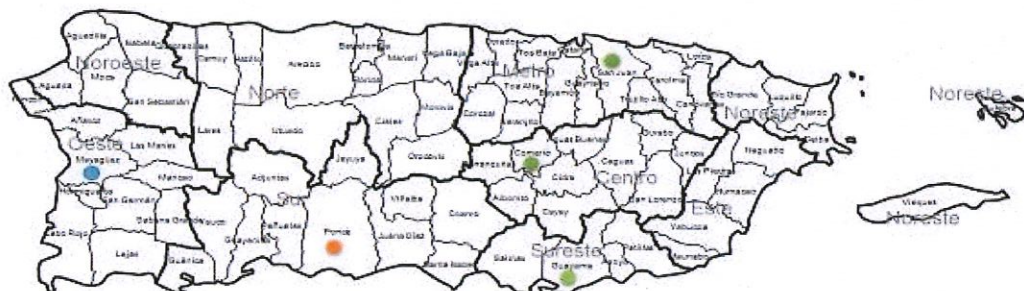 Aguadilla
Isabela
Camuy
Hatillo
Arecibo
Barceloneta
Manatí
Vega Baja
Vega Alta
Dorado
Toa Baja
San Juan
Loíza
Noroeste
Moca
Norte
Metro
Toa Alta
Bayamón
Guaynabo
Carolina
Río Grande
Luquillo
Noreste
Aguada
San Sebastián
Florida
Morovis
Corozal
Naranjito
Trujillo Alto
Canóvanas
Noreste
Fajardo
Añasco
Lares
Utuado
Ciales
Ceiba
Oeste
Las Marías
Mayagüez
Jayuya
Orocovis
Comerío
Aguas Buenas
Gurabo
Juncos
Naguabo
Maricao
Adjuntas
Barranquitas
Cidra
Caguas
Centro
Las Piedras
Hormigueros
San Germán
Sur
Villalba
Aibonito
San Lorenzo
Humacao
Este
Vieques
Noreste
Cabo Rojo
Sabana Grande
Yauco
Peñuelas
Ponce
Coamo
Cayey
Yabucoa
Lajas
Guánica
Guayanilla
Juana Díaz
Santa Isabel
Salinas
Sureste
Guayama
Patillas
Arroyo
Maunabo